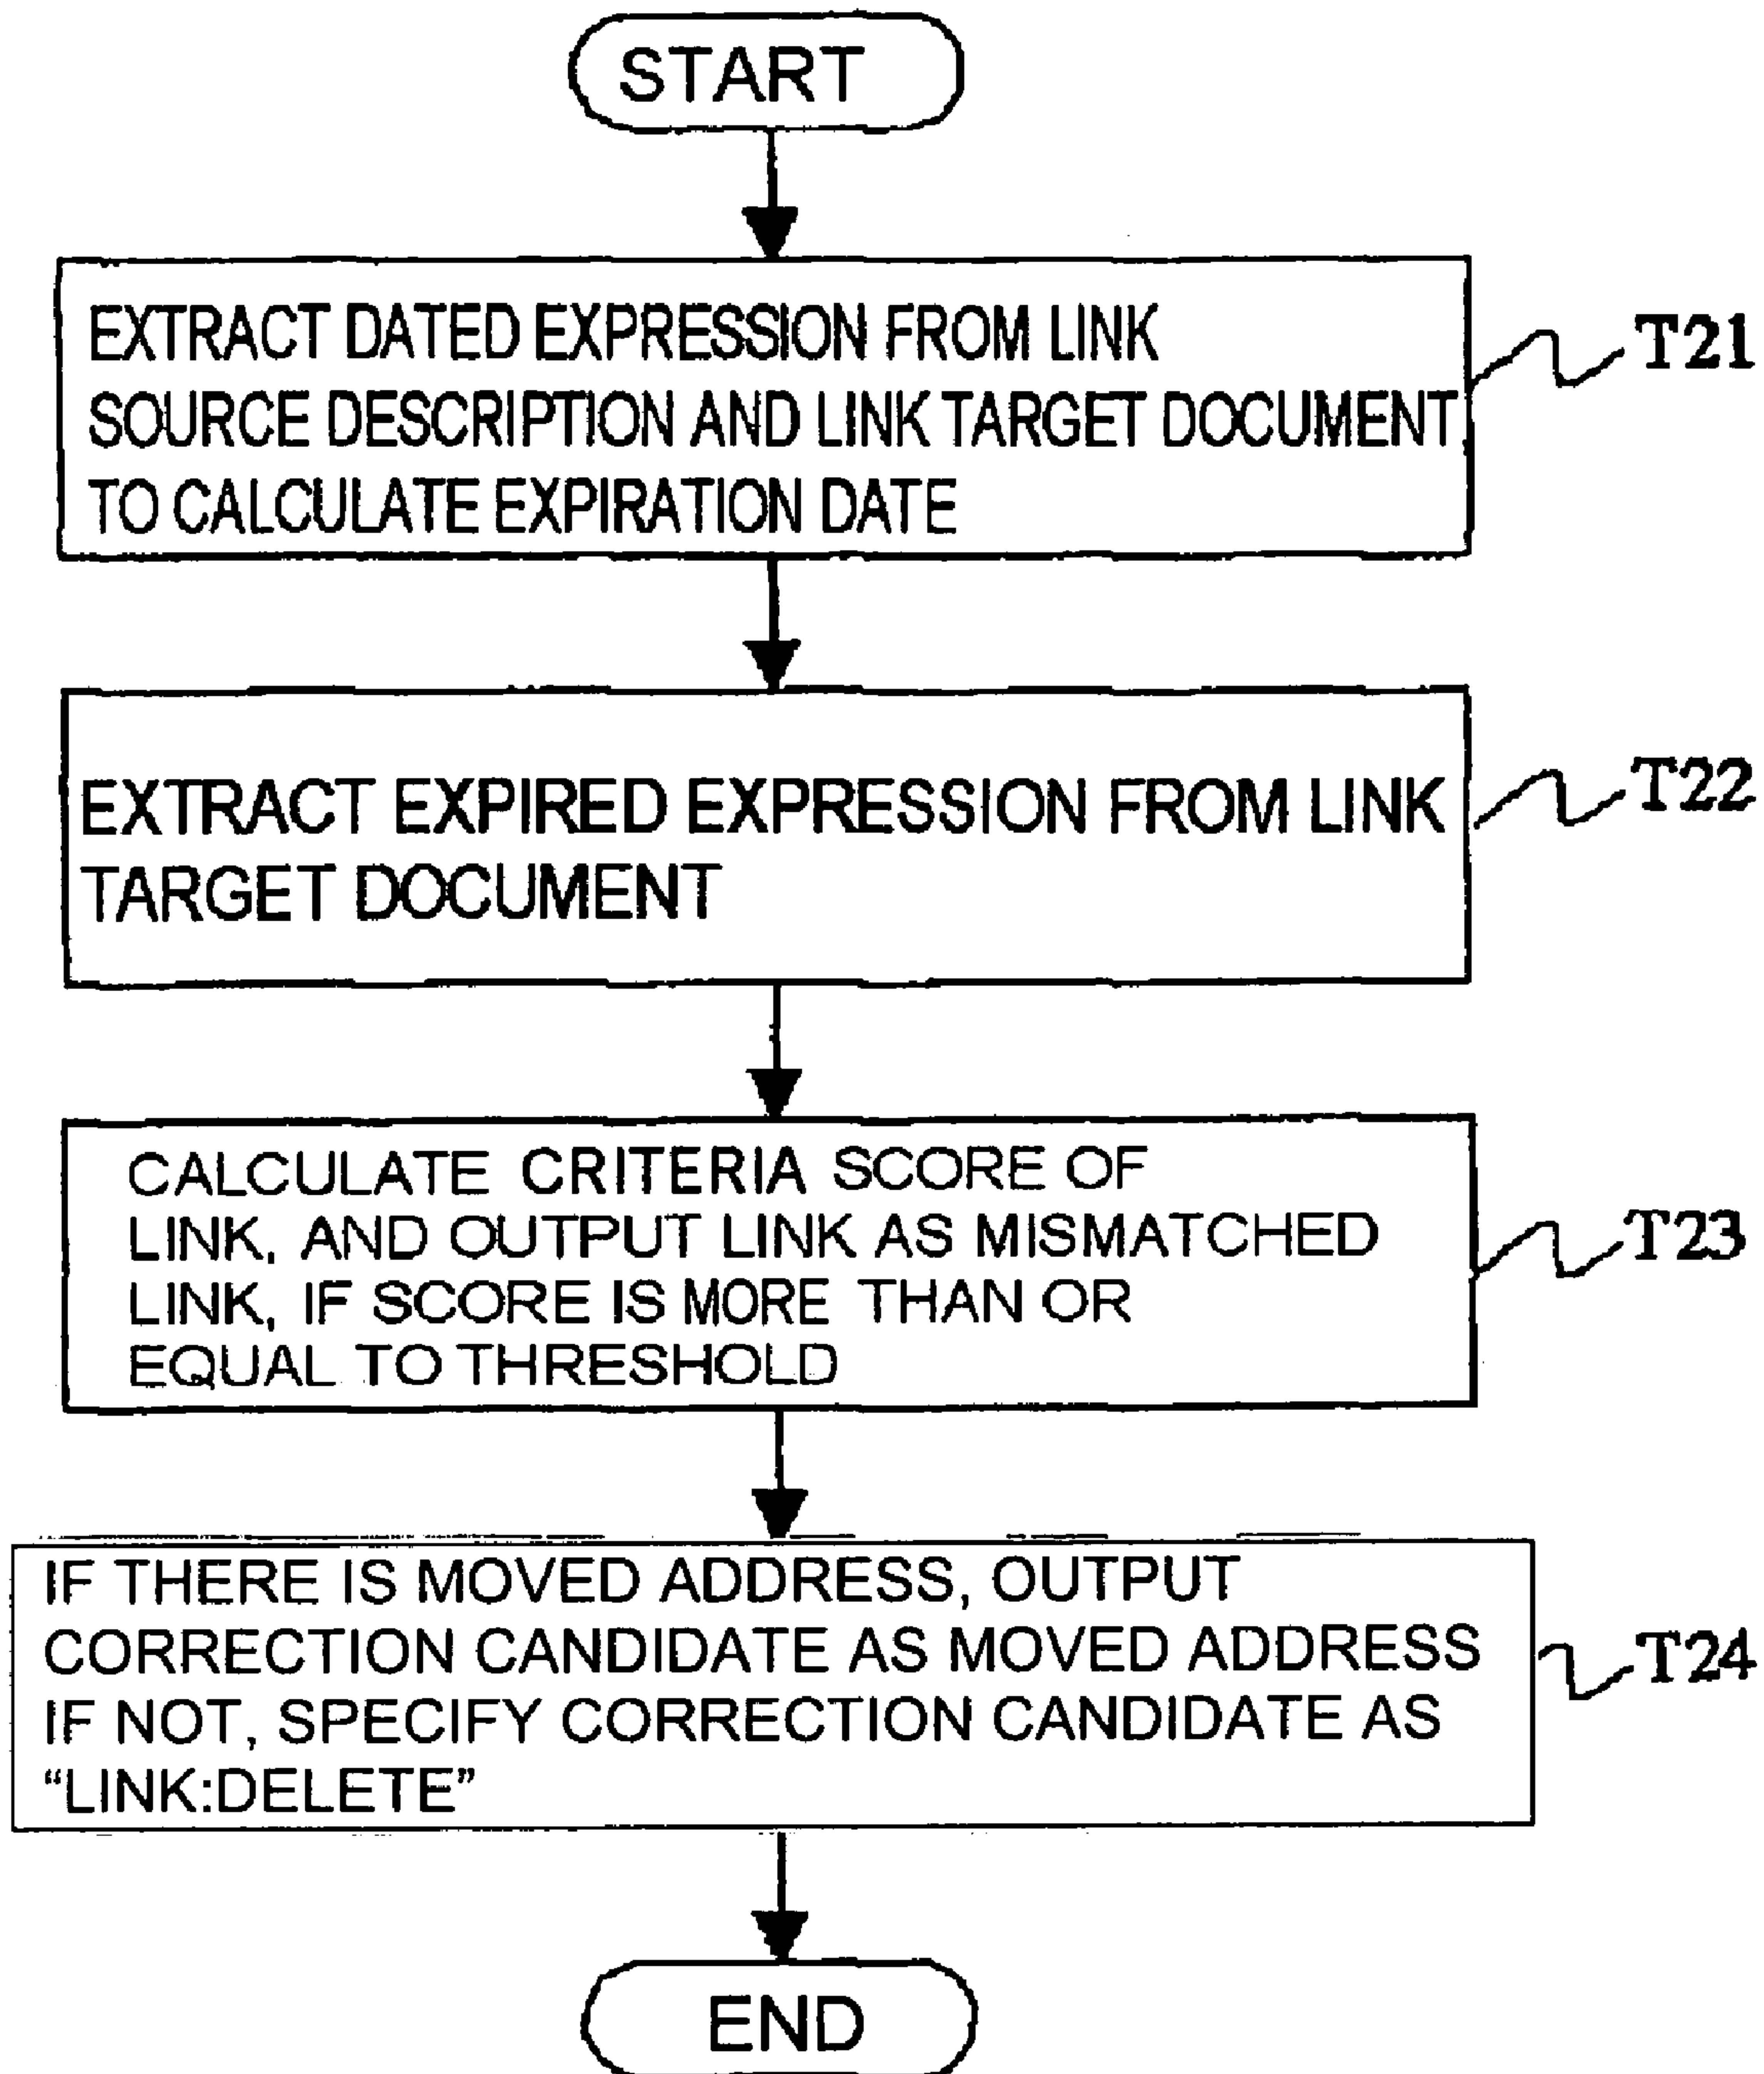 START
EXTRACT DATED EXPRESSION FROM LINK
SOURCE DESCRIPTION AND LINK TARGET DOCUMENT
TO CALCULATE EXPIRATION DATE
T21
EXTRACT EXPIRED EXPRESSION FROM LINK
TARGET DOCUMENT
T22
CALCULATE CRITERIA SCORE OF
LINK, AND OUTPUT LINK AS MISMATCHED
LINK, IF SCORE IS MORE THAN OR
EQUAL TO THRESHOLD
T23
IF THERE IS MOVED ADDRESS, OUTPUT
CORRECTION CANDIDATE AS MOVED ADDRESS
IF NOT, SPECIFY CORRECTION CANDIDATE AS
“LINK:DELETE”
T24
END